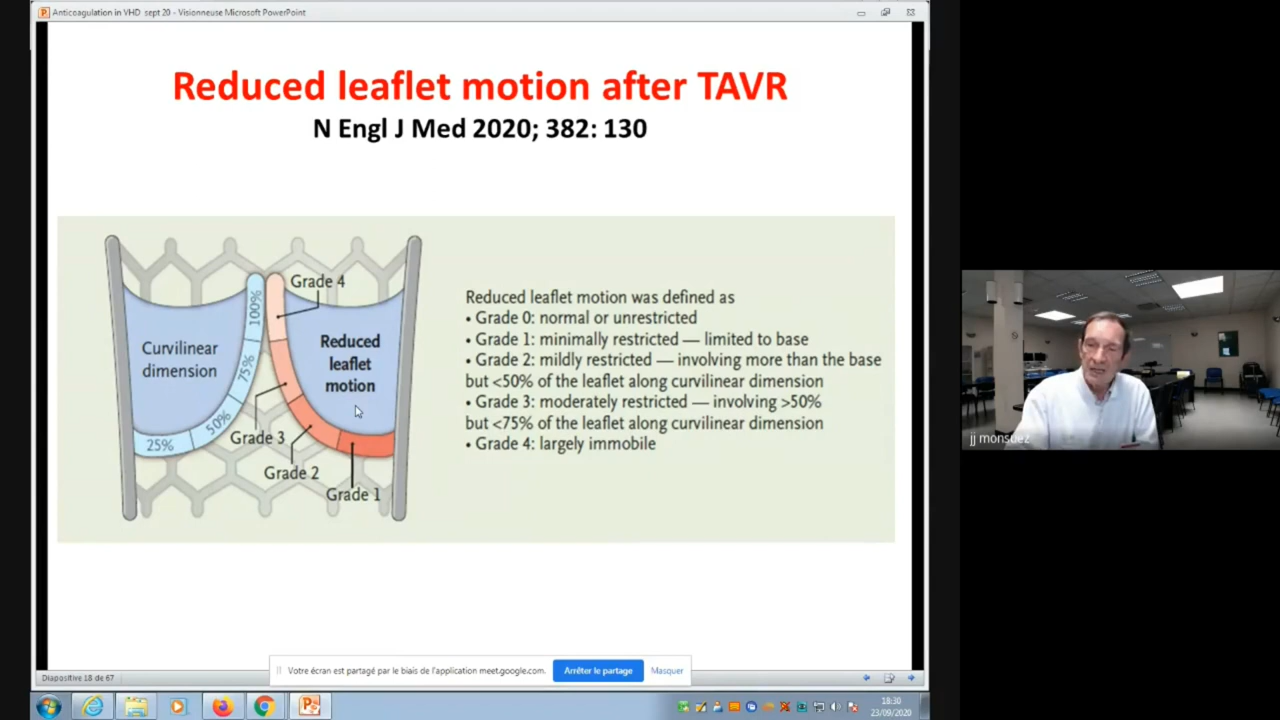 Anticoagulation in VHD sept 20 - Visionneuse Microsoft PowerPoint
Reduced leaflet motion after TAVR
N Engl J Med 2020; 382: 130
Grade 4
Curvilinear
dimension
100%
75%
50%
25%
Reduced
leaflet
motion
Grade 3
Grade 2
Grade 1
Reduced leaflet motion was defined as
• Grade 0: normal or unrestricted
• Grade 1: minimally restricted — limited to base
• Grade 2: mildly restricted — involving more than the base
but <50% of the leaflet along curvilinear dimension
• Grade 3: moderately restricted — involving >50%
but <75% of the leaflet along curvilinear dimension
• Grade 4: largely immobile
jj monsuez
Votre écran est partagé par le biais de l'application meet.google.com.
Arrêter le partage
Masquer
Diapositive 18 de 67
18:30
23/09/2020